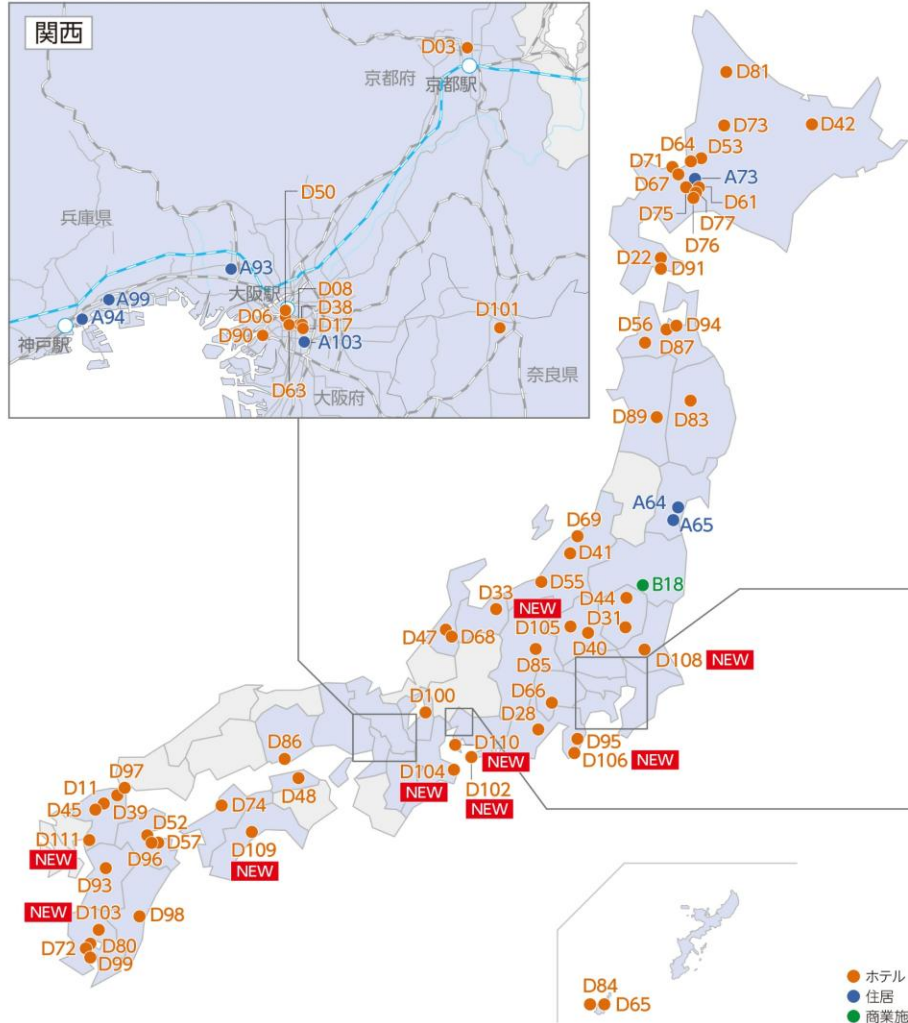 関西
D03
京都府
京都駅
D50
兵庫県
A93
大阪駅
D08
D38
D06
D17
A99
A94
D90
A103
神戸駅
D63
大阪府
D101
奈良県
D81
D73
D42
D64
D53
D71
A73
D67
D61
D75
D77
D76
D22
D91
D56
D94
D87
D89
D83
A64
A65
D69
D41
D55
B18
D33
D44
NEW
D105
D31
D47
D68
D40
D85
D108 NEW
D66
D100
D28
D95
D106 NEW
D86
D110
NEW
D104
NEW
D102
NEW
D97
D11
D39
D45
D48
D74
D52
D57
D111
NEW
D96
D109
NEW
D93
NEW
D103
D98
D72
D80
D99
D84
D65
ホテル
住居
商業施